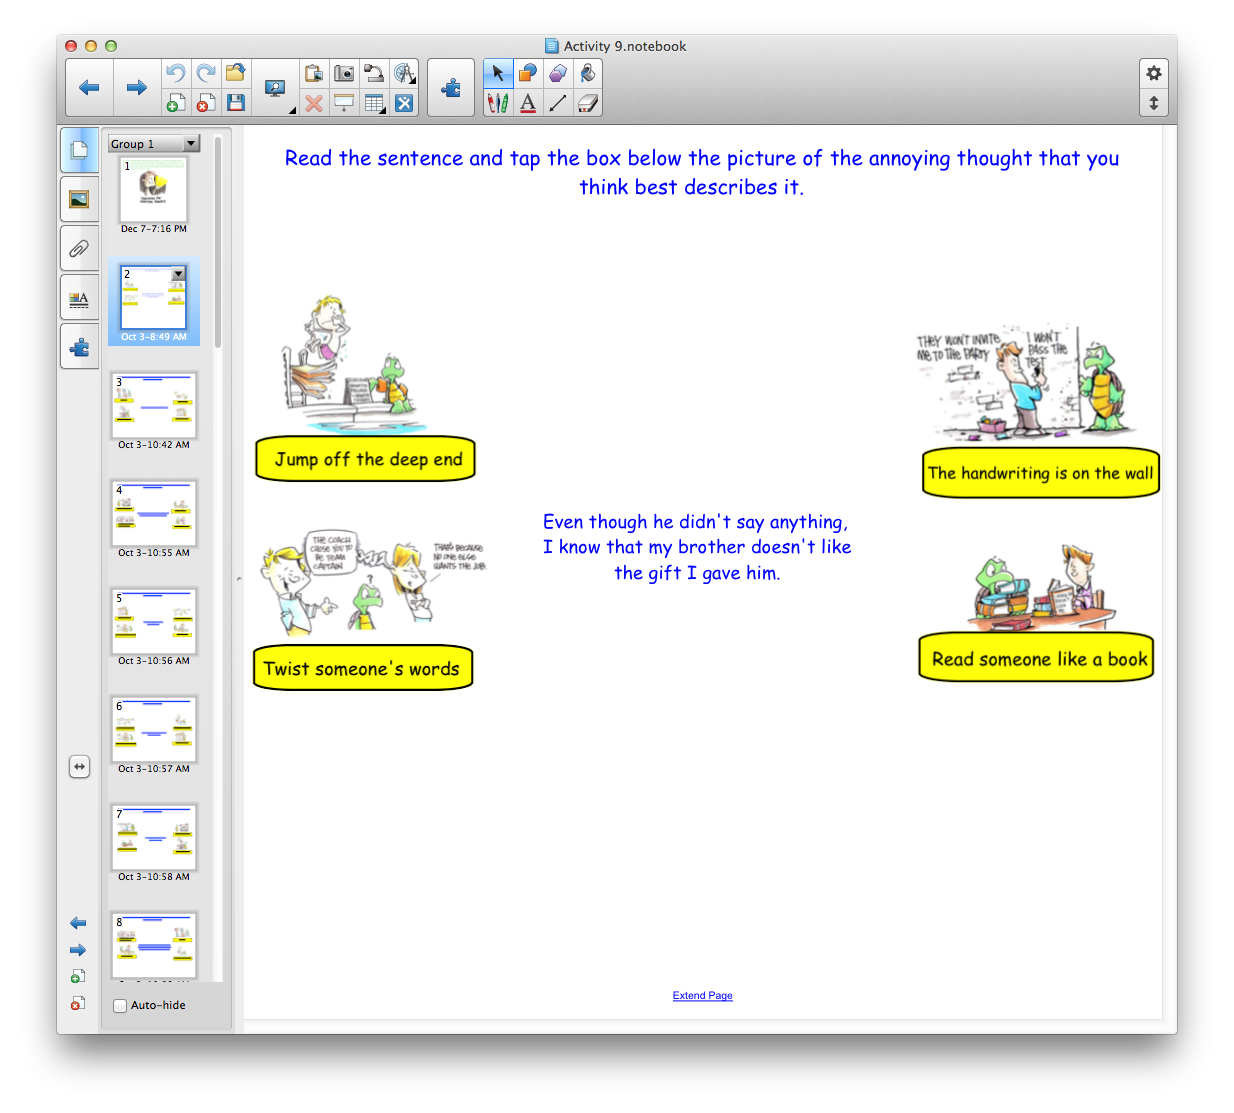 Activity 9.notebook
Group 1
1
Dec 7-7:16 PM
2
Oct 3-8:49 AM
3
Oct 3-10:42 AM
4
Oct 3-10:55 AM
5
Oct 3-10:56 AM
6
Oct 3-10:57 AM
7
Oct 3-10:58 AM
8
Auto-hide
Read the sentence and tap the box below the picture of the annoying thought that you
think best describes it.
Jump off the deep end
THEY WON'T INVITE
ME TO THE PARTY
I WON'T
PASS THE
TEST
The handwriting is on the wall
THE COACH
CHOSE YOU TO
BE TEAM
CAPTAIN
THAT'S BECAUSE
NO ONE ELSE
WANTS THE JOB.
?
Twist someone's words
Even though he didn't say anything,
I know that my brother doesn't like
the gift I gave him.
Read someone like a book
Extend Page